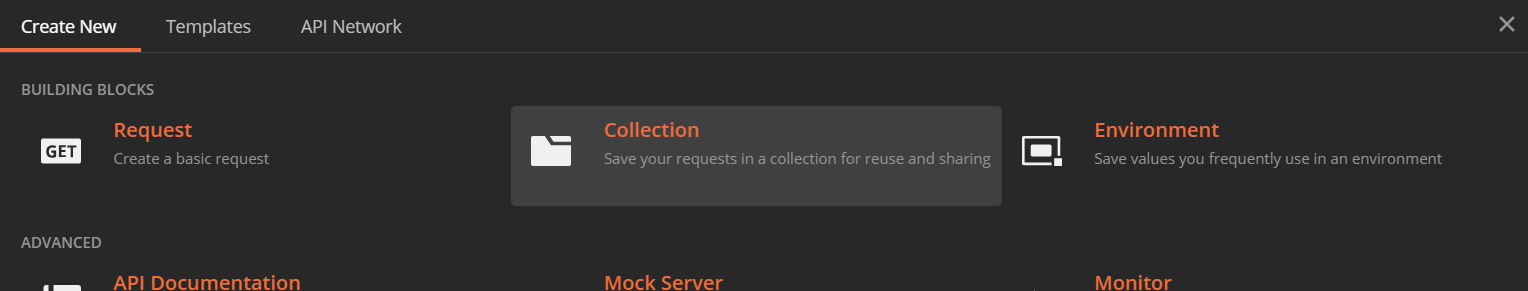 Create New Templates API Network
BUILDING BLOCKS
GET Request Collection Environment
Create a basic request Save your requests in a collection for reuse and sharing Save values you frequently use in an environment
ADVANCED
API Documentation Mock Server Monitor